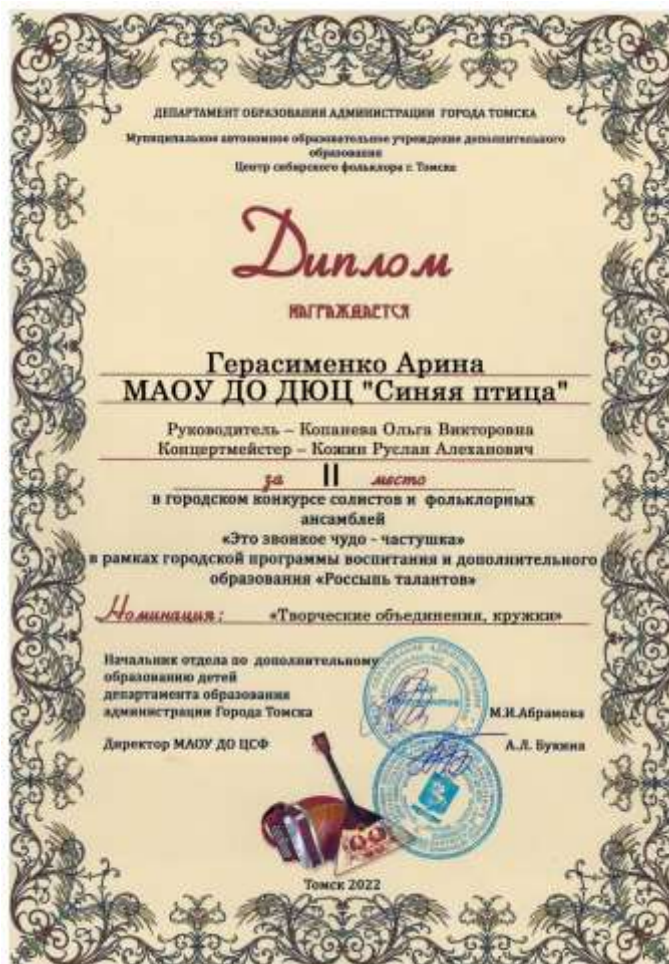 ДЕПАРТАМЕНТ ОБРАЗОВАНИЯ АДМИНИСТРАЦИИ ГОРОДА ТОМСКА
Муниципальное автономное образовательное учреждение дополнительного
образования
Центр сибирского фольклора г. Томска
Диплом
НАГРАЖДАЕТСЯ
Герасименко Арина
МАОУ ДО ДЮЦ "Синяя птица"
Руководитель – Копанева Ольга Викторовна
Концертмейстер – Кожин Руслан Алеханович
за II место
в городском конкурсе солистов и фольклорных
ансамблей
«Это звонкое чудо - частушка»
в рамках городской программы воспитания и дополнительного
образования «Россыпь талантов»
Номинация: «Творческие объединения, кружки»
Начальник отдела по дополнительному
образованию детей
департамента образования
администрации Города Томска М.И.Абрамова
Директор МАОУ ДО ЦСФ А.Л. Букина
Томск 2022